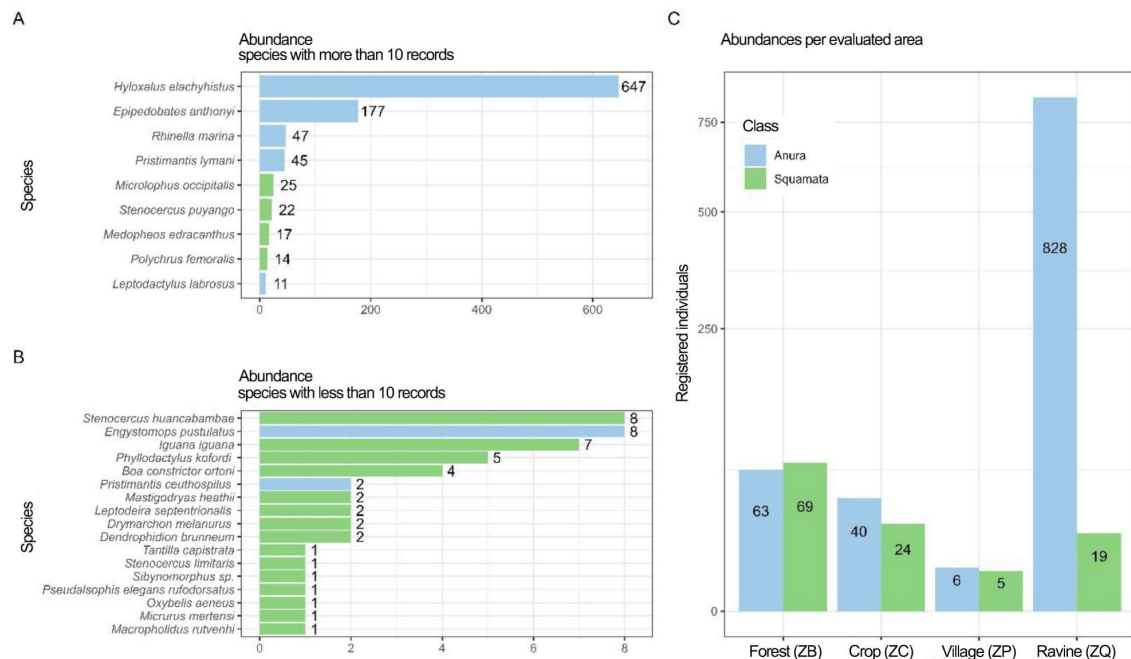 A
Abundance
species with more than 10 records
Species
Hyloxalus elachyhistus 647
Epipedobates anthonyi 177
Rhinella marina 47
Pristimantis lymani 45
Microlophus occipitalis 25
Stenocercus puyango 22
Medopheos edracanthus 17
Polychrus femoralis 14
Leptodactylus labrosus 11
0 200 400 600
B
Abundance
species with less than 10 records
Species
Stenocercus huancabambae 8
Engystomops pustulatus 8
Iguana iguana 7
Phyllodactylus kofordi 5
Boa constrictor ortoni 4
Pristimantis ceuthospilus 2
Mastigodryas heathii 2
Leptodeira septentrionalis 2
Drymarchon melanurus 2
Dendrophidion brunneum 2
Tantilla capistrata 1
Stenocercus limitaris 1
Sibynomorphus sp. 1
Pseudalsophis elegans rufodorsatus 1
Oxybelis aeneus 1
Micrurus mertensi 1
Macropholidus rutvenhi 1
0 2 4 6 8
C
Abundances per evaluated area
Registered individuals
750
500
250
0
Class
Anura
Squamata
63 69 40 24 6 5 828 19
Forest (ZB) Crop (ZC) Village (ZP) Ravine (ZQ)